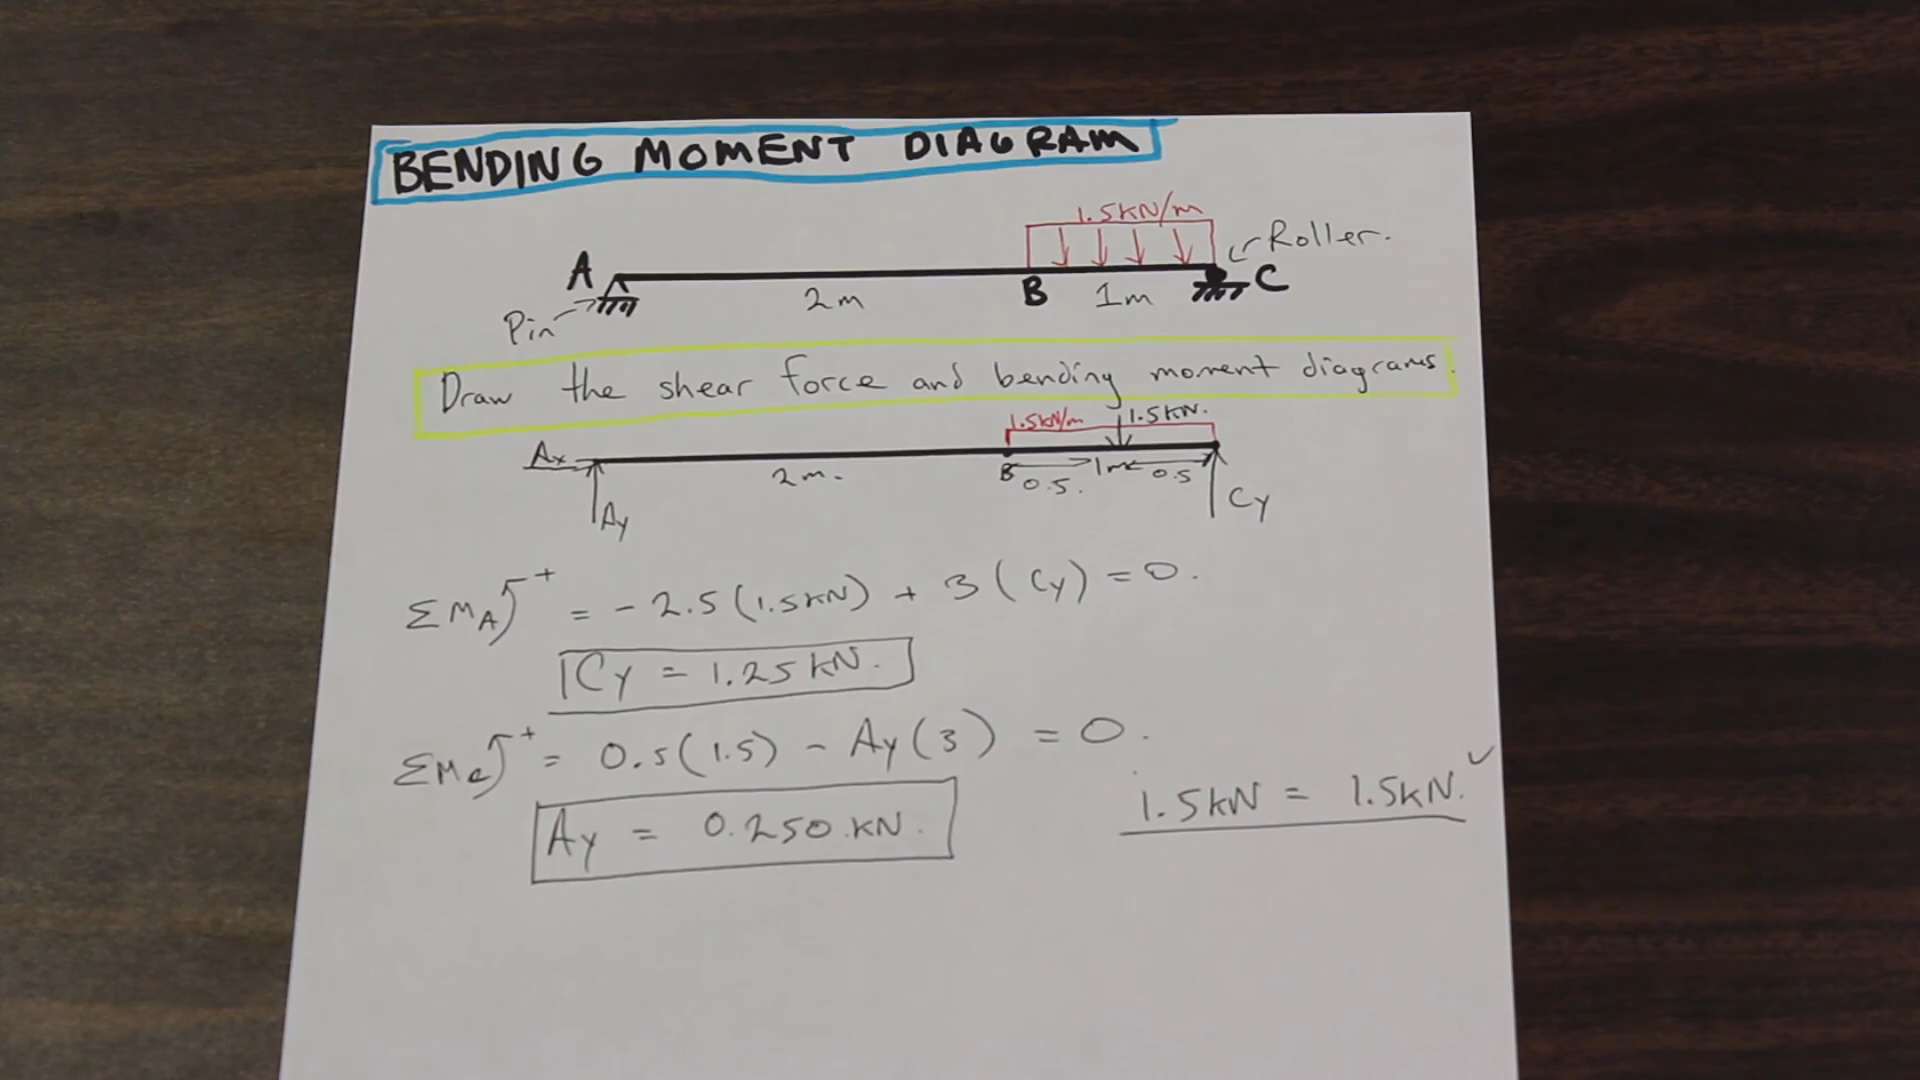 BENDING MOMENT DIAGRAM
1.5KN/m
Roller.
A
B
C
2m
1m
Pin
Draw the shear force and bending moment diagrams.
1.5kN/m
1.5KN.
Ax
2m.
B
0.5.
1m
0.5
Ay
Cy
ΣMA + = - 2.5 (1.5KN) + 3 (Cy) = 0.
Cy = 1.25 KN.
ΣMc + = 0.5 (1.5) - Ay (3) = 0.
Ay = 0.250 KN.
1.5KN = 1.5KN. ✓